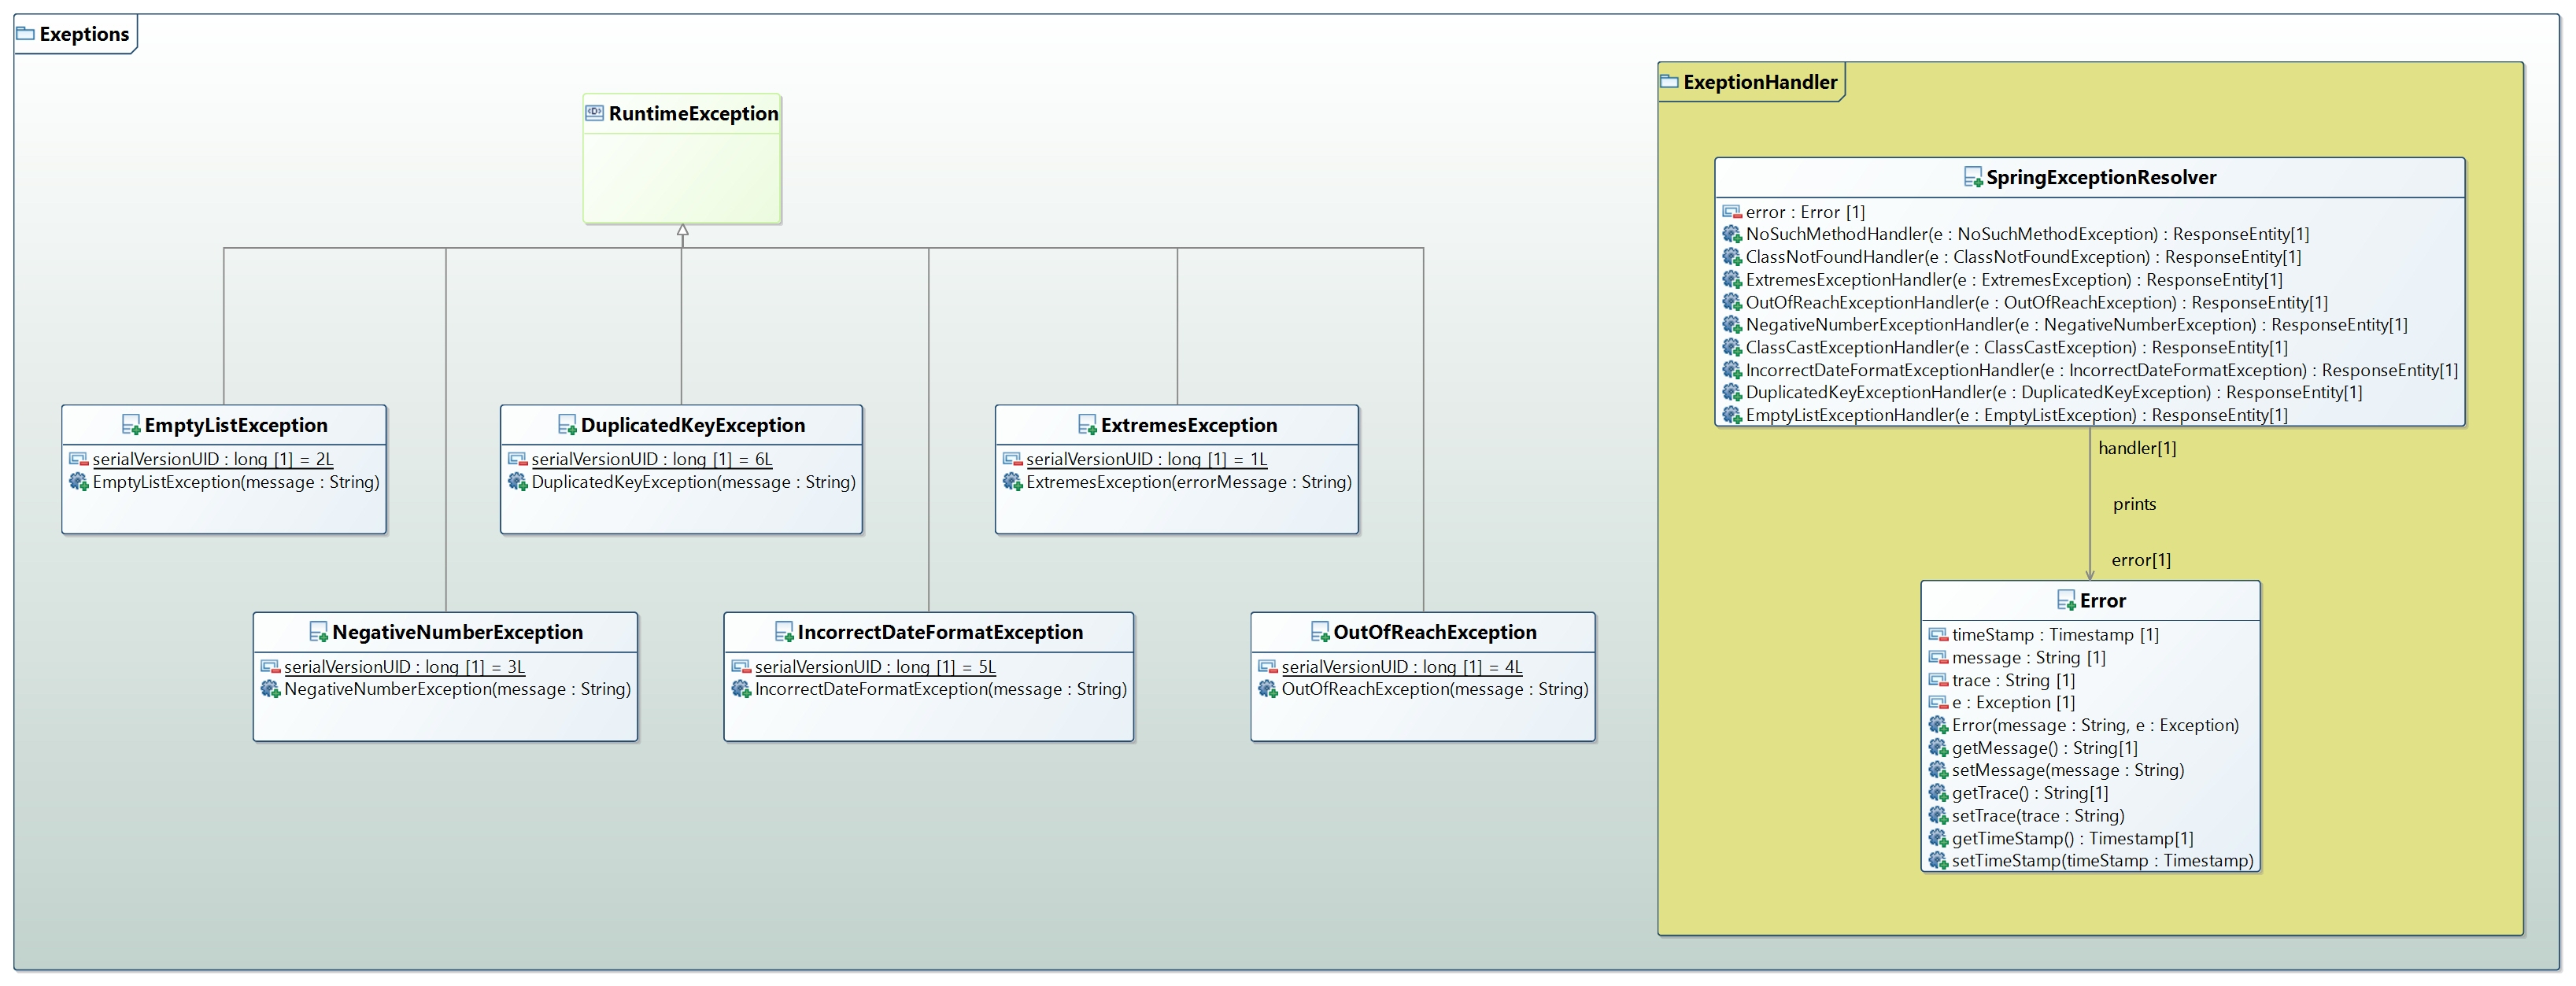 Exeptions
RuntimeException
EmptyListException
serialVersionUID : long [1] = 2L
EmptyListException(message : String)
DuplicatedKeyException
serialVersionUID : long [1] = 6L
DuplicatedKeyException(message : String)
ExtremesException
serialVersionUID : long [1] = 1L
ExtremesException(errorMessage : String)
NegativeNumberException
serialVersionUID : long [1] = 3L
NegativeNumberException(message : String)
IncorrectDateFormatException
serialVersionUID : long [1] = 5L
IncorrectDateFormatException(message : String)
OutOfReachException
serialVersionUID : long [1] = 4L
OutOfReachException(message : String)
ExeptionHandler
SpringExceptionResolver
error : Error [1]
NoSuchMethodHandler(e : NoSuchMethodException) : ResponseEntity[1]
ClassNotFoundHandler(e : ClassNotFoundException) : ResponseEntity[1]
ExtremesExceptionHandler(e : ExtremesException) : ResponseEntity[1]
OutOfReachExceptionHandler(e : OutOfReachException) : ResponseEntity[1]
NegativeNumberExceptionHandler(e : NegativeNumberException) : ResponseEntity[1]
ClassCastExceptionHandler(e : ClassCastException) : ResponseEntity[1]
IncorrectDateFormatExceptionHandler(e : IncorrectDateFormatException) : ResponseEntity[1]
DuplicatedKeyExceptionHandler(e : DuplicatedKeyException) : ResponseEntity[1]
EmptyListExceptionHandler(e : EmptyListException) : ResponseEntity[1]
handler[1]
prints
error[1]
Error
timeStamp : Timestamp [1]
message : String [1]
trace : String [1]
e : Exception [1]
Error(message : String, e : Exception)
getMessage() : String[1]
setMessage(message : String)
getTrace() : String[1]
setTrace(trace : String)
getTimeStamp() : Timestamp[1]
setTimeStamp(timeStamp : Timestamp)